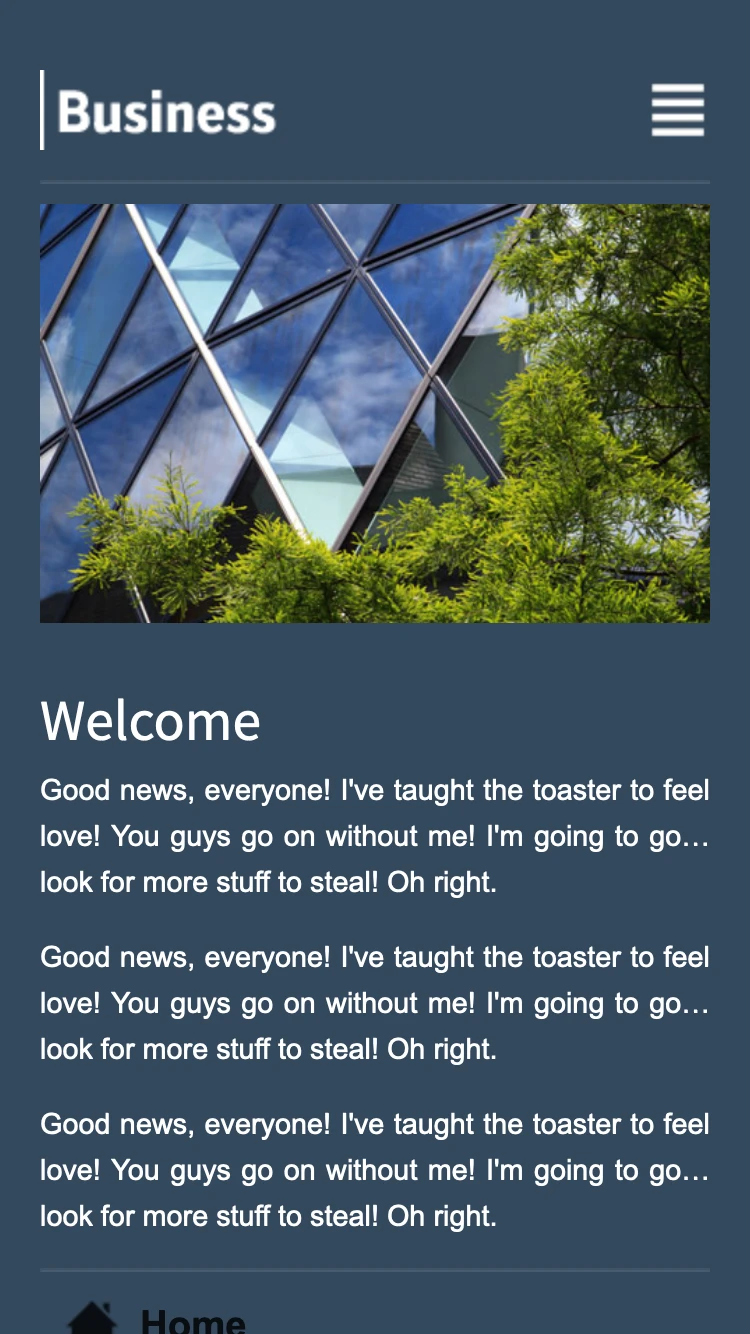 Business
Welcome
Good news, everyone! I've taught the toaster to feel
love! You guys go on without me! I'm going to go…
look for more stuff to steal! Oh right.
Good news, everyone! I've taught the toaster to feel
love! You guys go on without me! I'm going to go…
look for more stuff to steal! Oh right.
Good news, everyone! I've taught the toaster to feel
love! You guys go on without me! I'm going to go…
look for more stuff to steal! Oh right.
Home